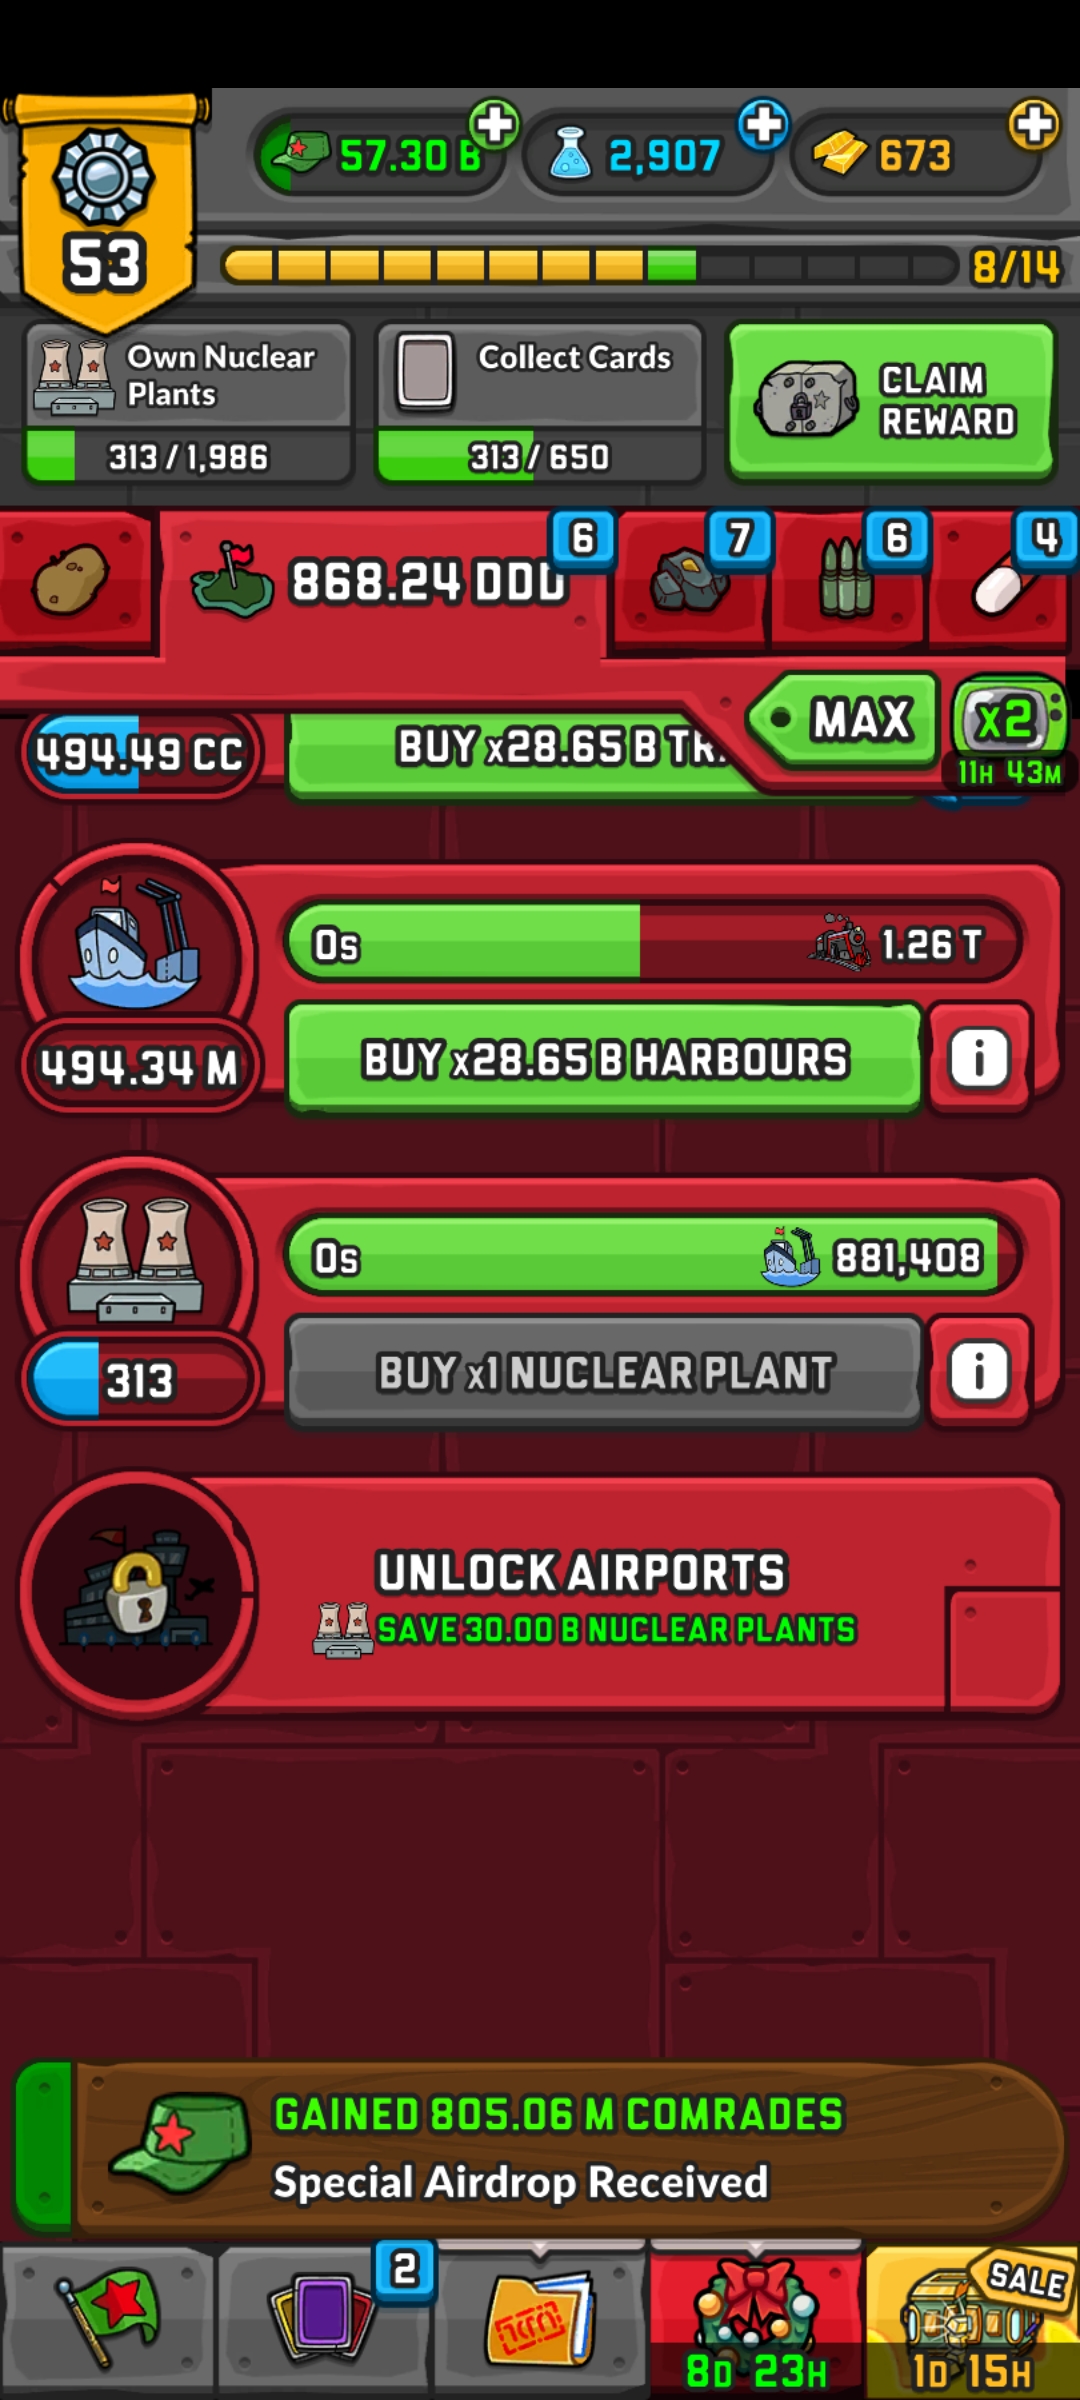 57.30 B
2,907
673
53
8/14
Own Nuclear
Plants
313 / 1,986
Collect Cards
313 / 650
CLAIM
REWARD
868.24 DDD
6
7
6
4
MAX
x2
11H 43M
494.49 CC
BUY x28.65 B
0s
1.26 T
494.34 M
BUY x28.65 B HARBOURS
i
0s
881,408
313
BUY x1 NUCLEAR PLANT
i
UNLOCK AIRPORTS
SAVE 30.00 B NUCLEAR PLANTS
GAINED 805.06 M COMRADES
Special Airdrop Received
2
SALE
8D 23H
1D 15H